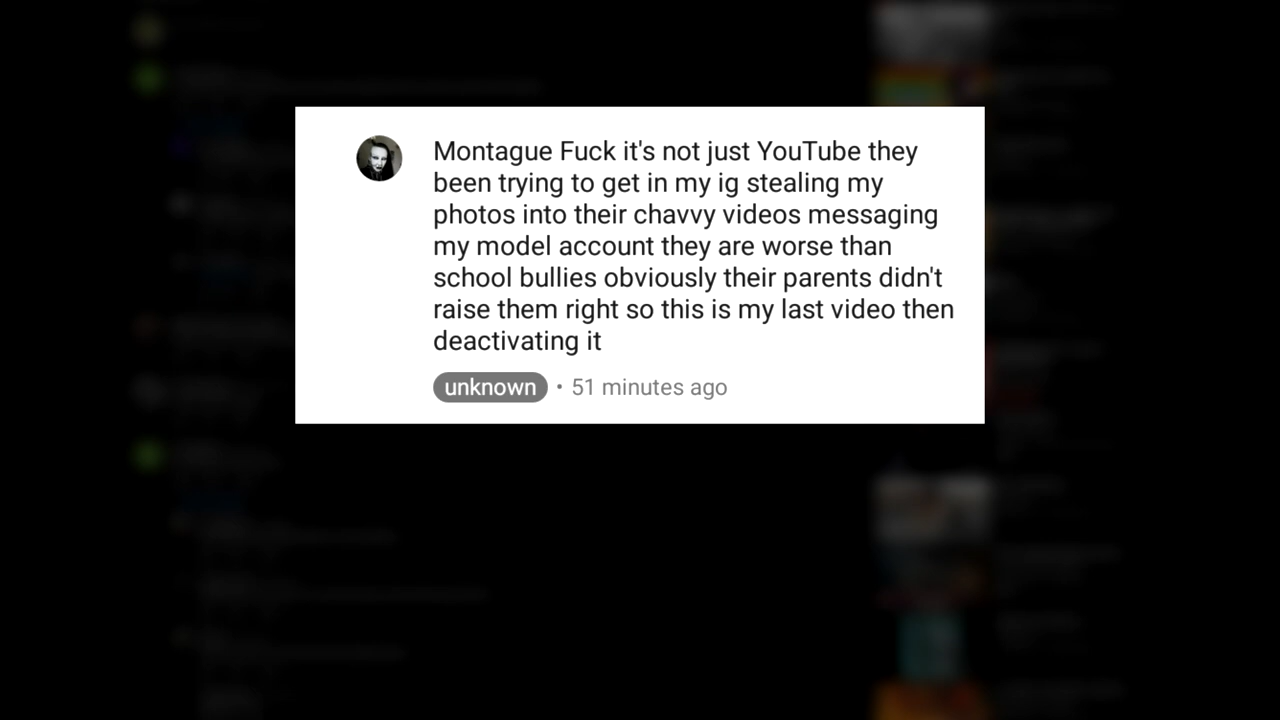 Montague Fuck it's not just YouTube they
been trying to get in my ig stealing my
photos into their chavvy videos messaging
my model account they are worse than
school bullies obviously their parents didn't
raise them right so this is my last video then
deactivating it
unknown • 51 minutes ago